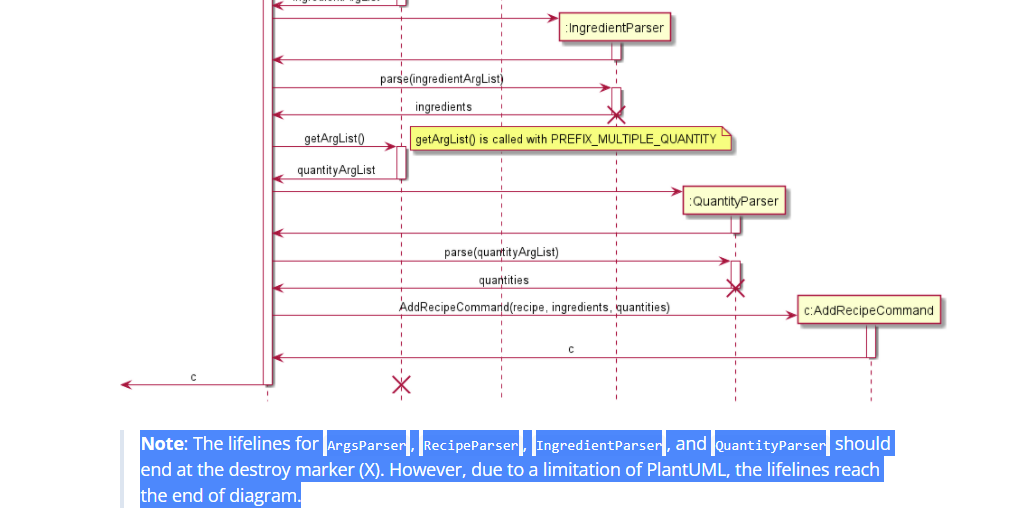 :IngredientParser
parse(ingredientArgList)
ingredients
getArgList()
getArgList() is called with PREFIX_MULTIPLE_QUANTITY
quantityArgList
:QuantityParser
parse(quantityArgList)
quantities
AddRecipeCommand(recipe, ingredients, quantities)
c:AddRecipeCommand
c
c
Note: The lifelines for ArgsParser, RecipeParser, IngredientParser, and QuantityParser should
end at the destroy marker (X). However, due to a limitation of PlantUML, the lifelines reach
the end of diagram.